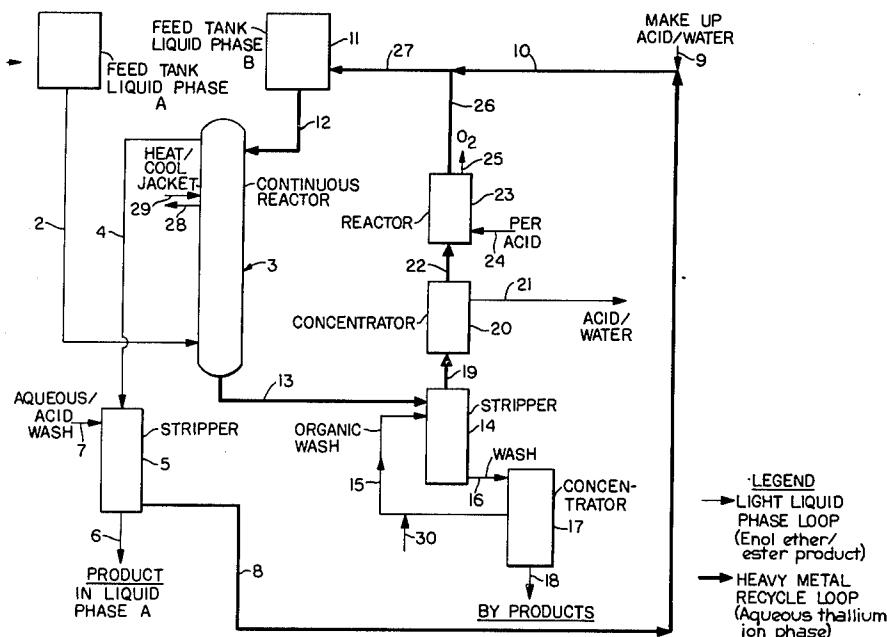 FEED TANK
LIQUID PHASE
A
FEED TANK
LIQUID PHASE
B
11
27
10
MAKE UP
ACID/WATER
9
12
26
O2
25
23
REACTOR
PER
ACID
24
HEAT/
COOL
JACKET
29
28
CONTINUOUS
REACTOR
2
4
3
22
21
CONCENTRATOR
20
ACID/
WATER
19
13
AQUEOUS/
ACID
WASH
7
STRIPPER
5
6
PRODUCT
IN LIQUID
PHASE A
8
ORGANIC
WASH
15
STRIPPER
14
WASH
16
CONCEN-
TRATOR
17
30
18
BY PRODUCTS
LEGEND
LIGHT LIQUID
PHASE LOOP
(Enol ether/
ester product)
HEAVY METAL
RECYCLE LOOP
(Aqueous thallium
ion phase)